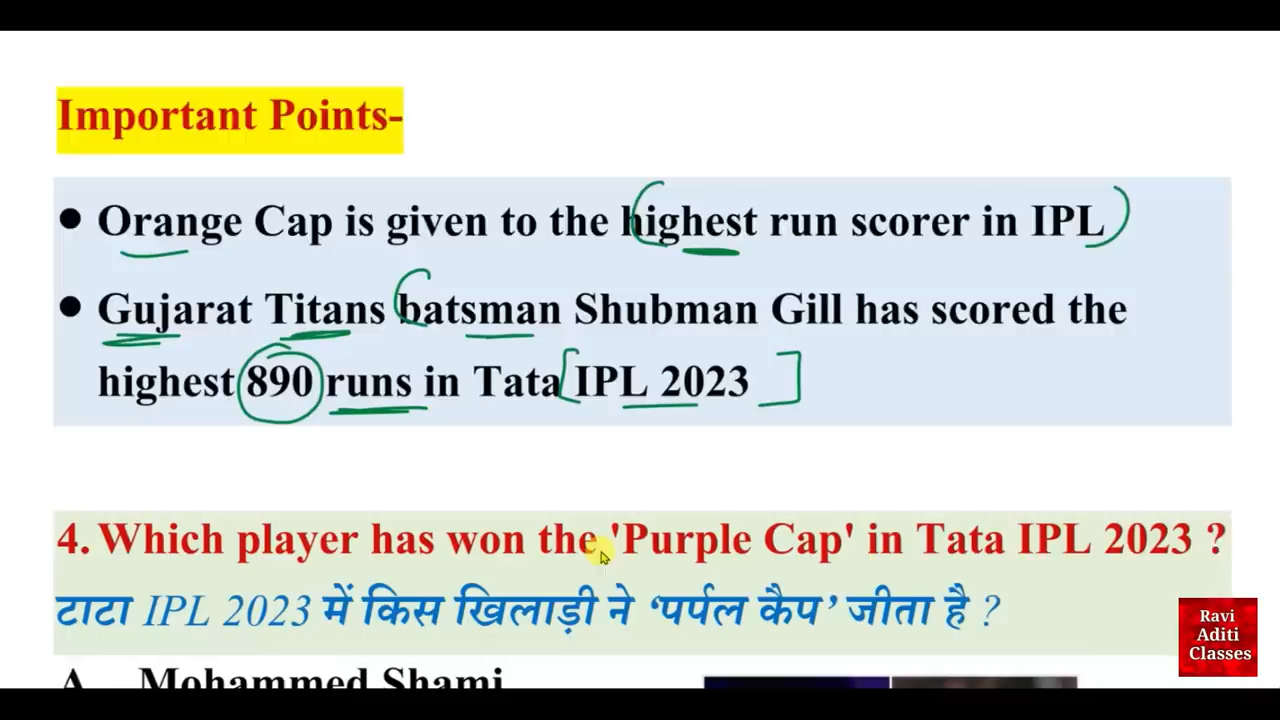 Important Points-
● Orange Cap is given to the highest run scorer in IPL
● Gujarat Titans batsman Shubman Gill has scored the
highest 890 runs in Tata IPL 2023
4. Which player has won the 'Purple Cap' in Tata IPL 2023 ?
टाटा IPL 2023 में किस खिलाड़ी ने ‘पर्पल कैप’ जीता है ?
A. Mohammed Shami
Ravi
Aditi
Classes